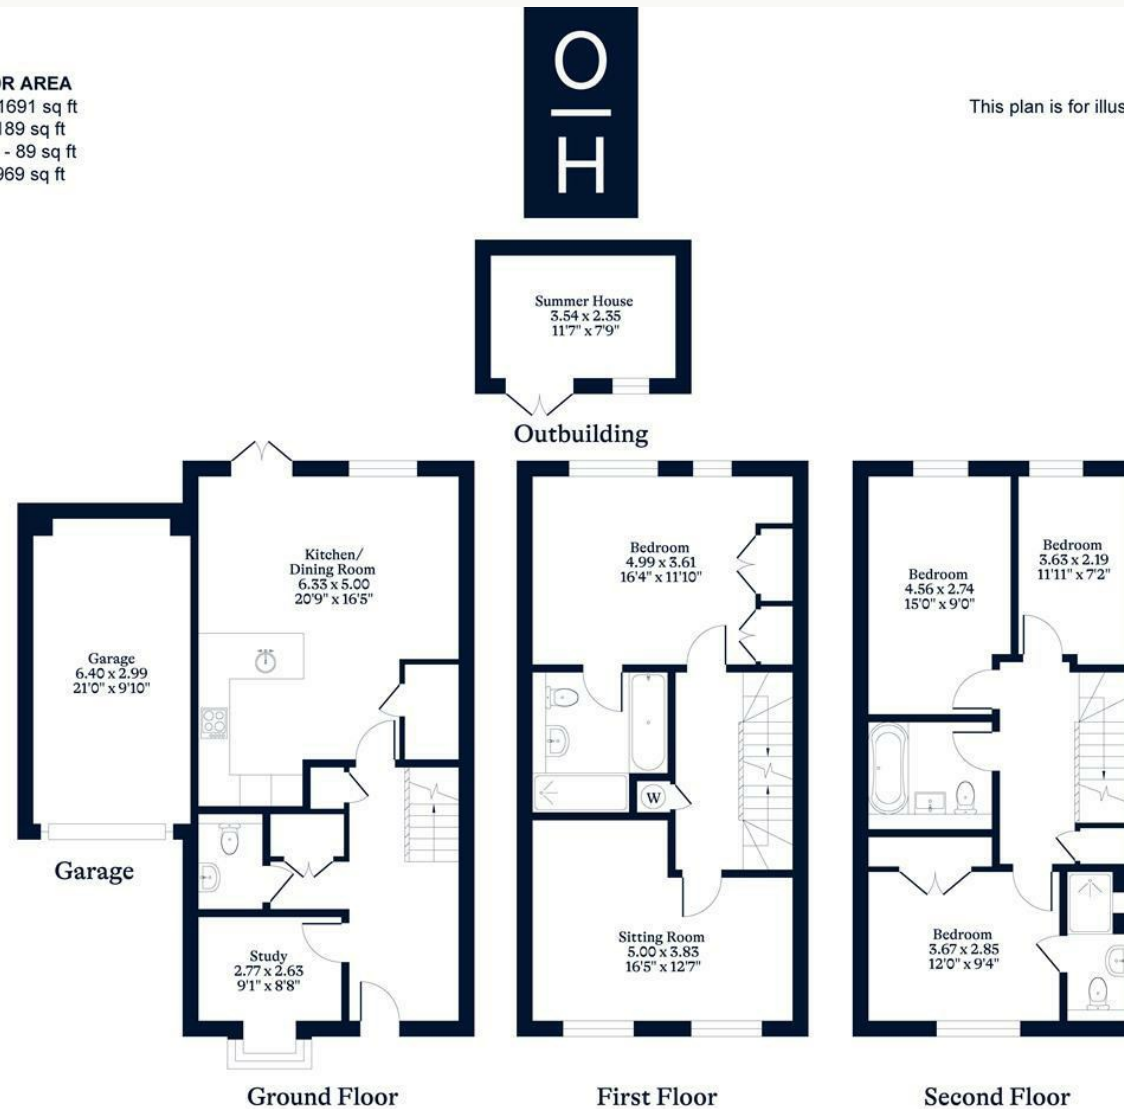 OR AREA
1691 sq ft
189 sq ft
- 89 sq ft
969 sq ft
O
H
This plan is for illus
Summer House
3.54 x 2.35
11'7" x 7'9"
Outbuilding
Kitchen/
Dining Room
6.33 x 5.00
20'9" x 16'5"
Garage
6.40 x 2.99
21'0" x 9'10"
Garage
Study
2.77 x 2.63
9'1" x 8'8"
Ground Floor
Bedroom
4.99 x 3.61
16'4" x 11'10"
W
Sitting Room
5.00 x 3.83
16'5" x 12'7"
First Floor
Bedroom
4.56 x 2.74
15'0" x 9'0"
Bedroom
3.63 x 2.19
11'11" x 7'2"
Bedroom
3.67 x 2.85
12'0" x 9'4"
Second Floor